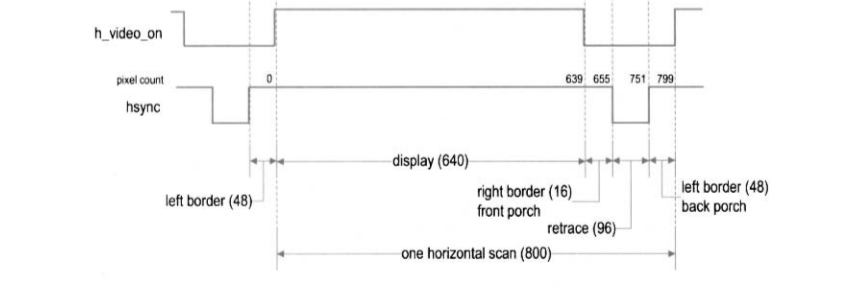 h_video_on
pixel count 0 639 655 751 799
hsync
display (640)
left border (48)
right border (16)
front porch
left border (48)
back porch
retrace (96)
one horizontal scan (800)